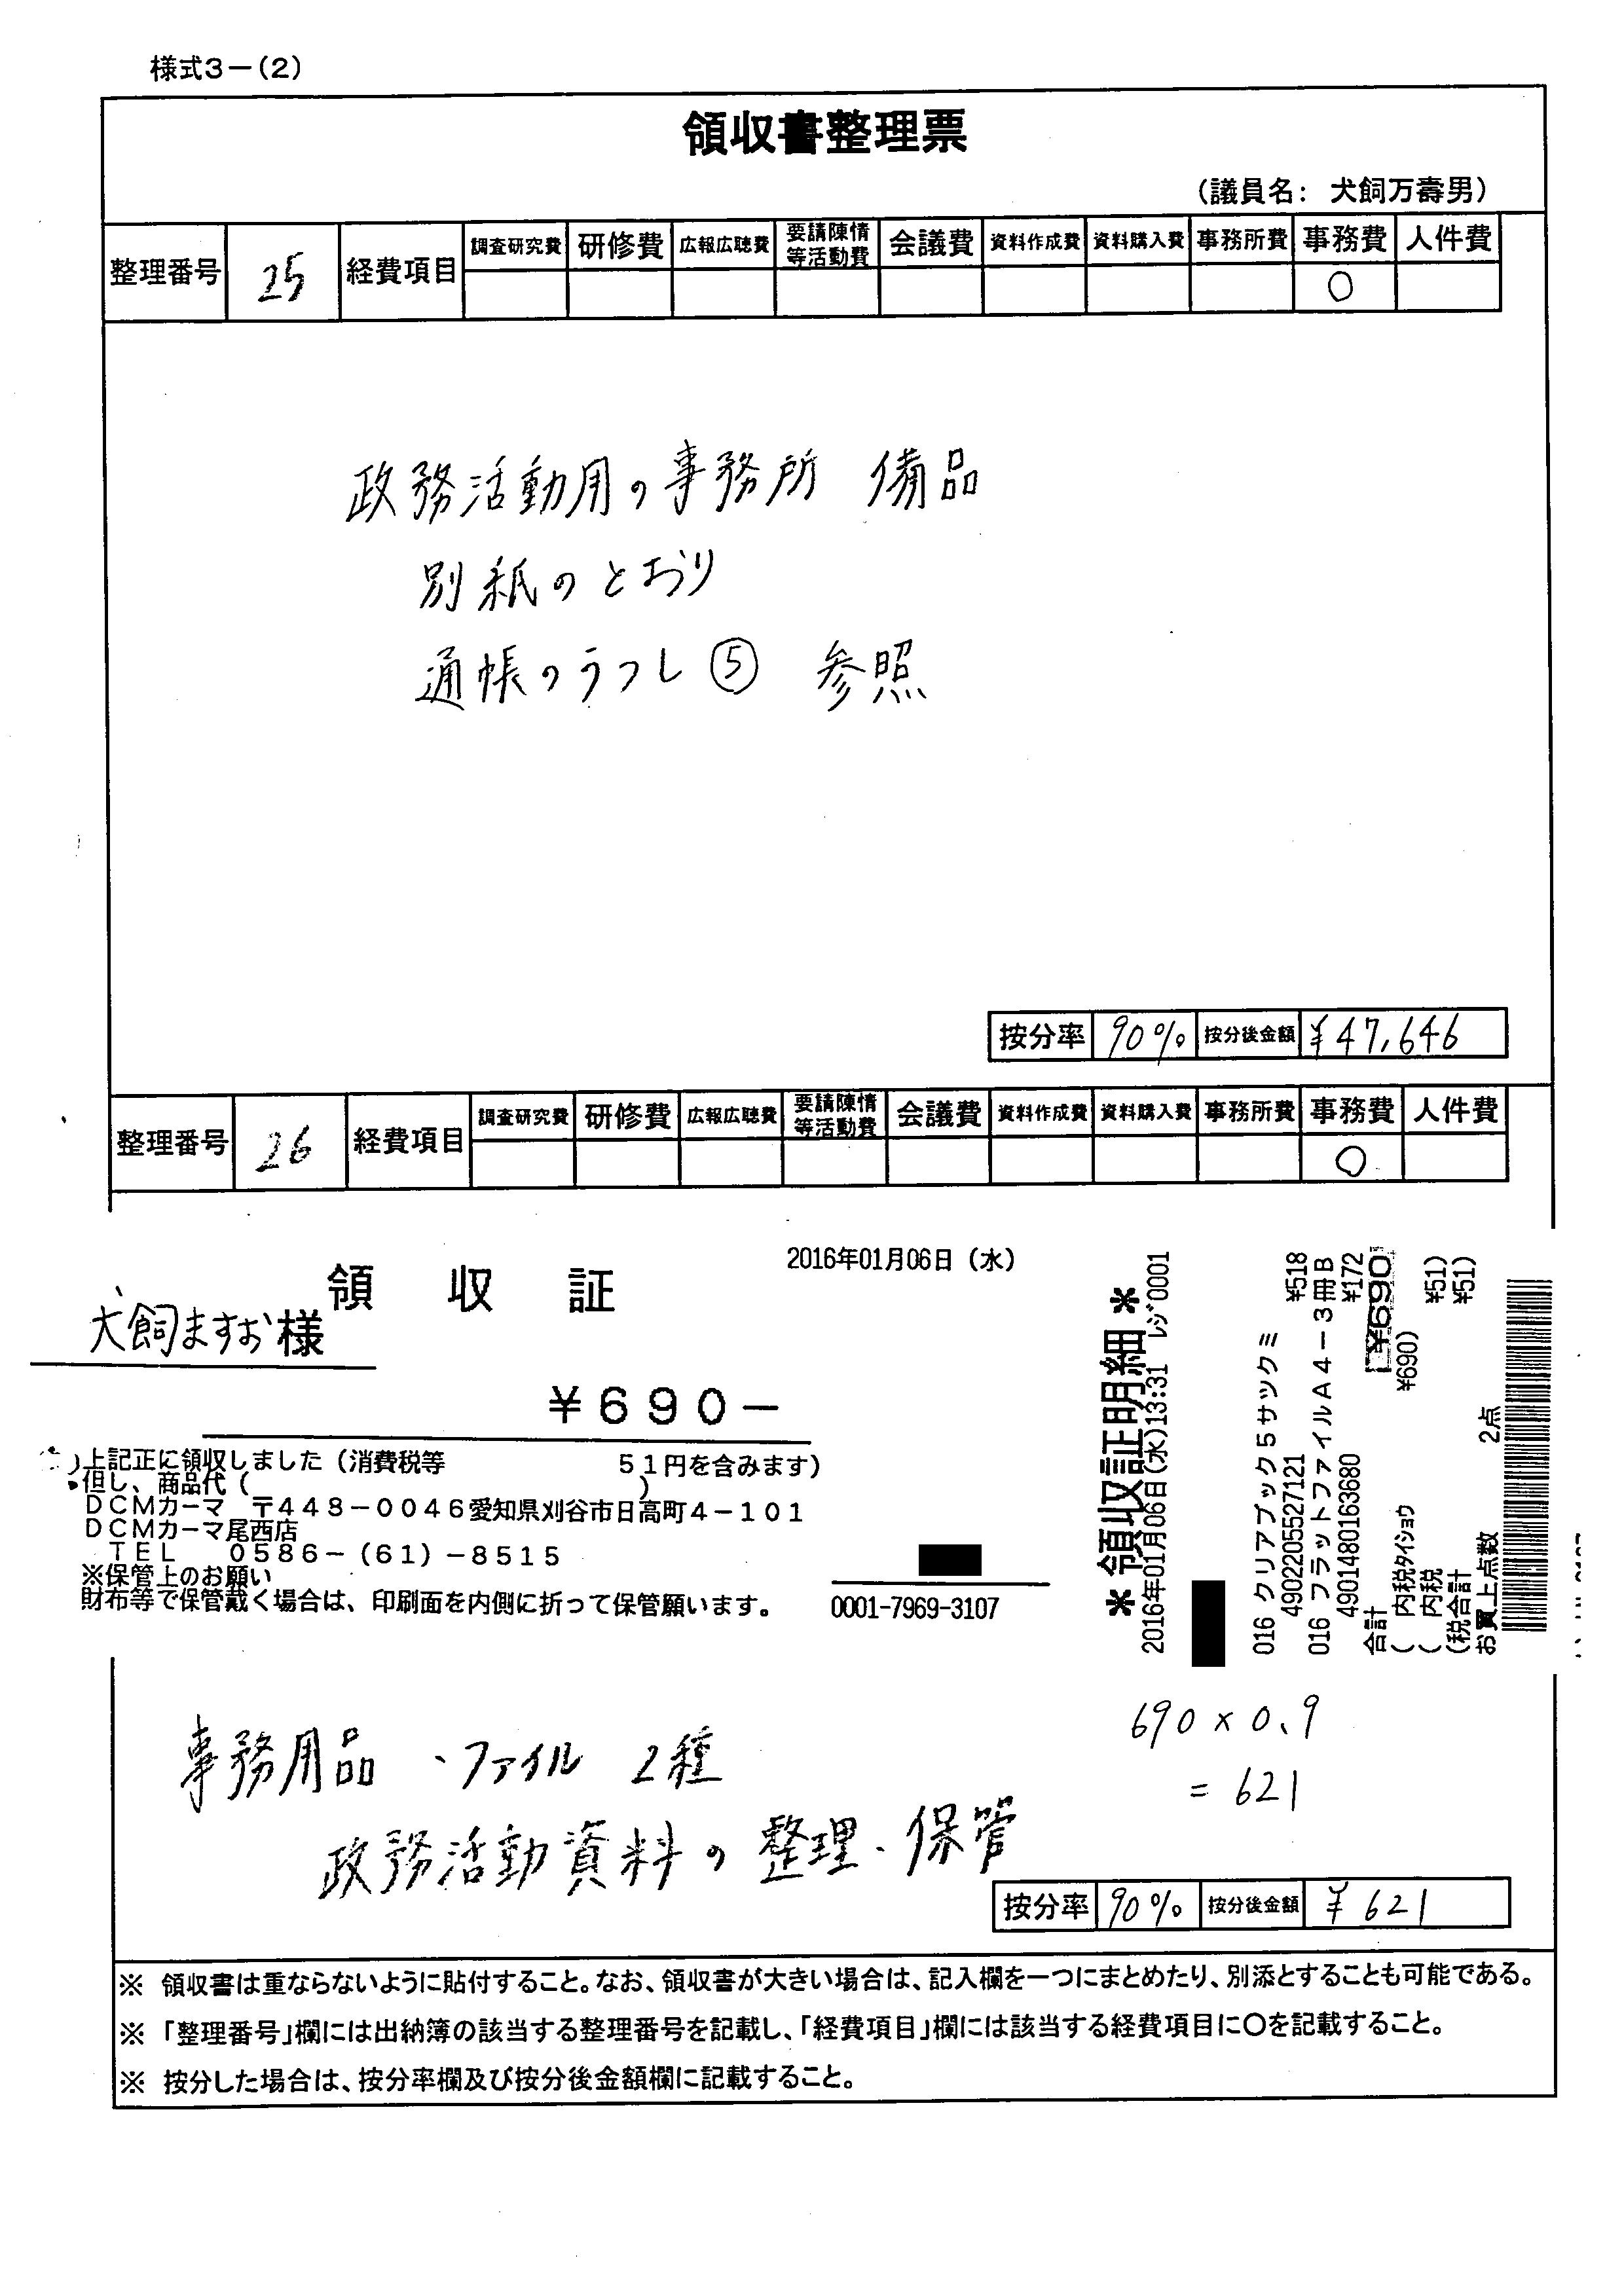 様式3-(2)
領収書整理票
(議員名: 犬飼万壽男)
整理番号 25 経費項目 調査研究費 研修費 広報広聴費 要請陳情等活動費 会議費 資料作成費 資料購入費 事務所費 事務費 人件費
○
政務活動用の事務所 備品
別紙のとおり
通帳のうつし⑤ 参照
按分率 90% 按分後金額 ¥47,646
整理番号 26 経費項目 調査研究費 研修費 広報広聴費 要請陳情等活動費 会議費 資料作成費 資料購入費 事務所費 事務費 人件費
○
2016年01月06日(水)
領 収 証
犬飼ますお様
¥690-
上記正に領収しました(消費税等 51円を含みます)
但し、商品代( )
DCMカーマ 〒448-0046愛知県刈谷市日高町4-101
DCMカーマ尾西店
TEL 0586-(61)-8515
※保管上のお願い
財布等で保管戴く場合は、印刷面を内側に折って保管願います。
0001-7969-3107
*領収証明細*
2016年01月06日(水)13:31 レジ0001
016 クリアブック5サツクミ ¥518
4902205527121
016 フラットファイルA4-3冊B
4901480163680 ¥172
合計 ¥690
( 内税タイショウ ¥690)
( 内税 ¥51)
(税合計 ¥51)
お買上点数 2点
690×0.9
=621
事務用品 、ファイル 2種
政務活動資料の整理・保管
按分率 90% 按分後金額 ¥621
※ 領収書は重ならないように貼付すること。なお、領収書が大きい場合は、記入欄を一つにまとめたり、別添とすることも可能である。
※ 「整理番号」欄には出納簿の該当する整理番号を記載し、「経費項目」欄には該当する経費項目に○を記載すること。
※ 按分した場合は、按分率欄及び按分後金額欄に記載すること。